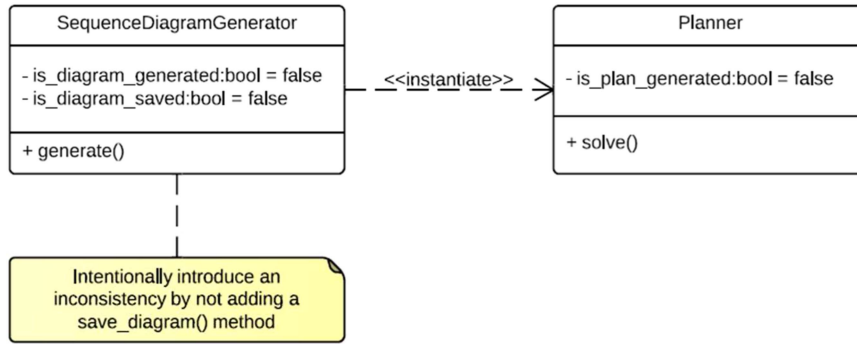 SequenceDiagramGenerator
- is_diagram_generated:bool = false
- is_diagram_saved:bool = false
+ generate()
<<instantiate>>
Planner
- is_plan_generated:bool = false
+ solve()
Intentionally introduce an
inconsistency by not adding a
save_diagram() method